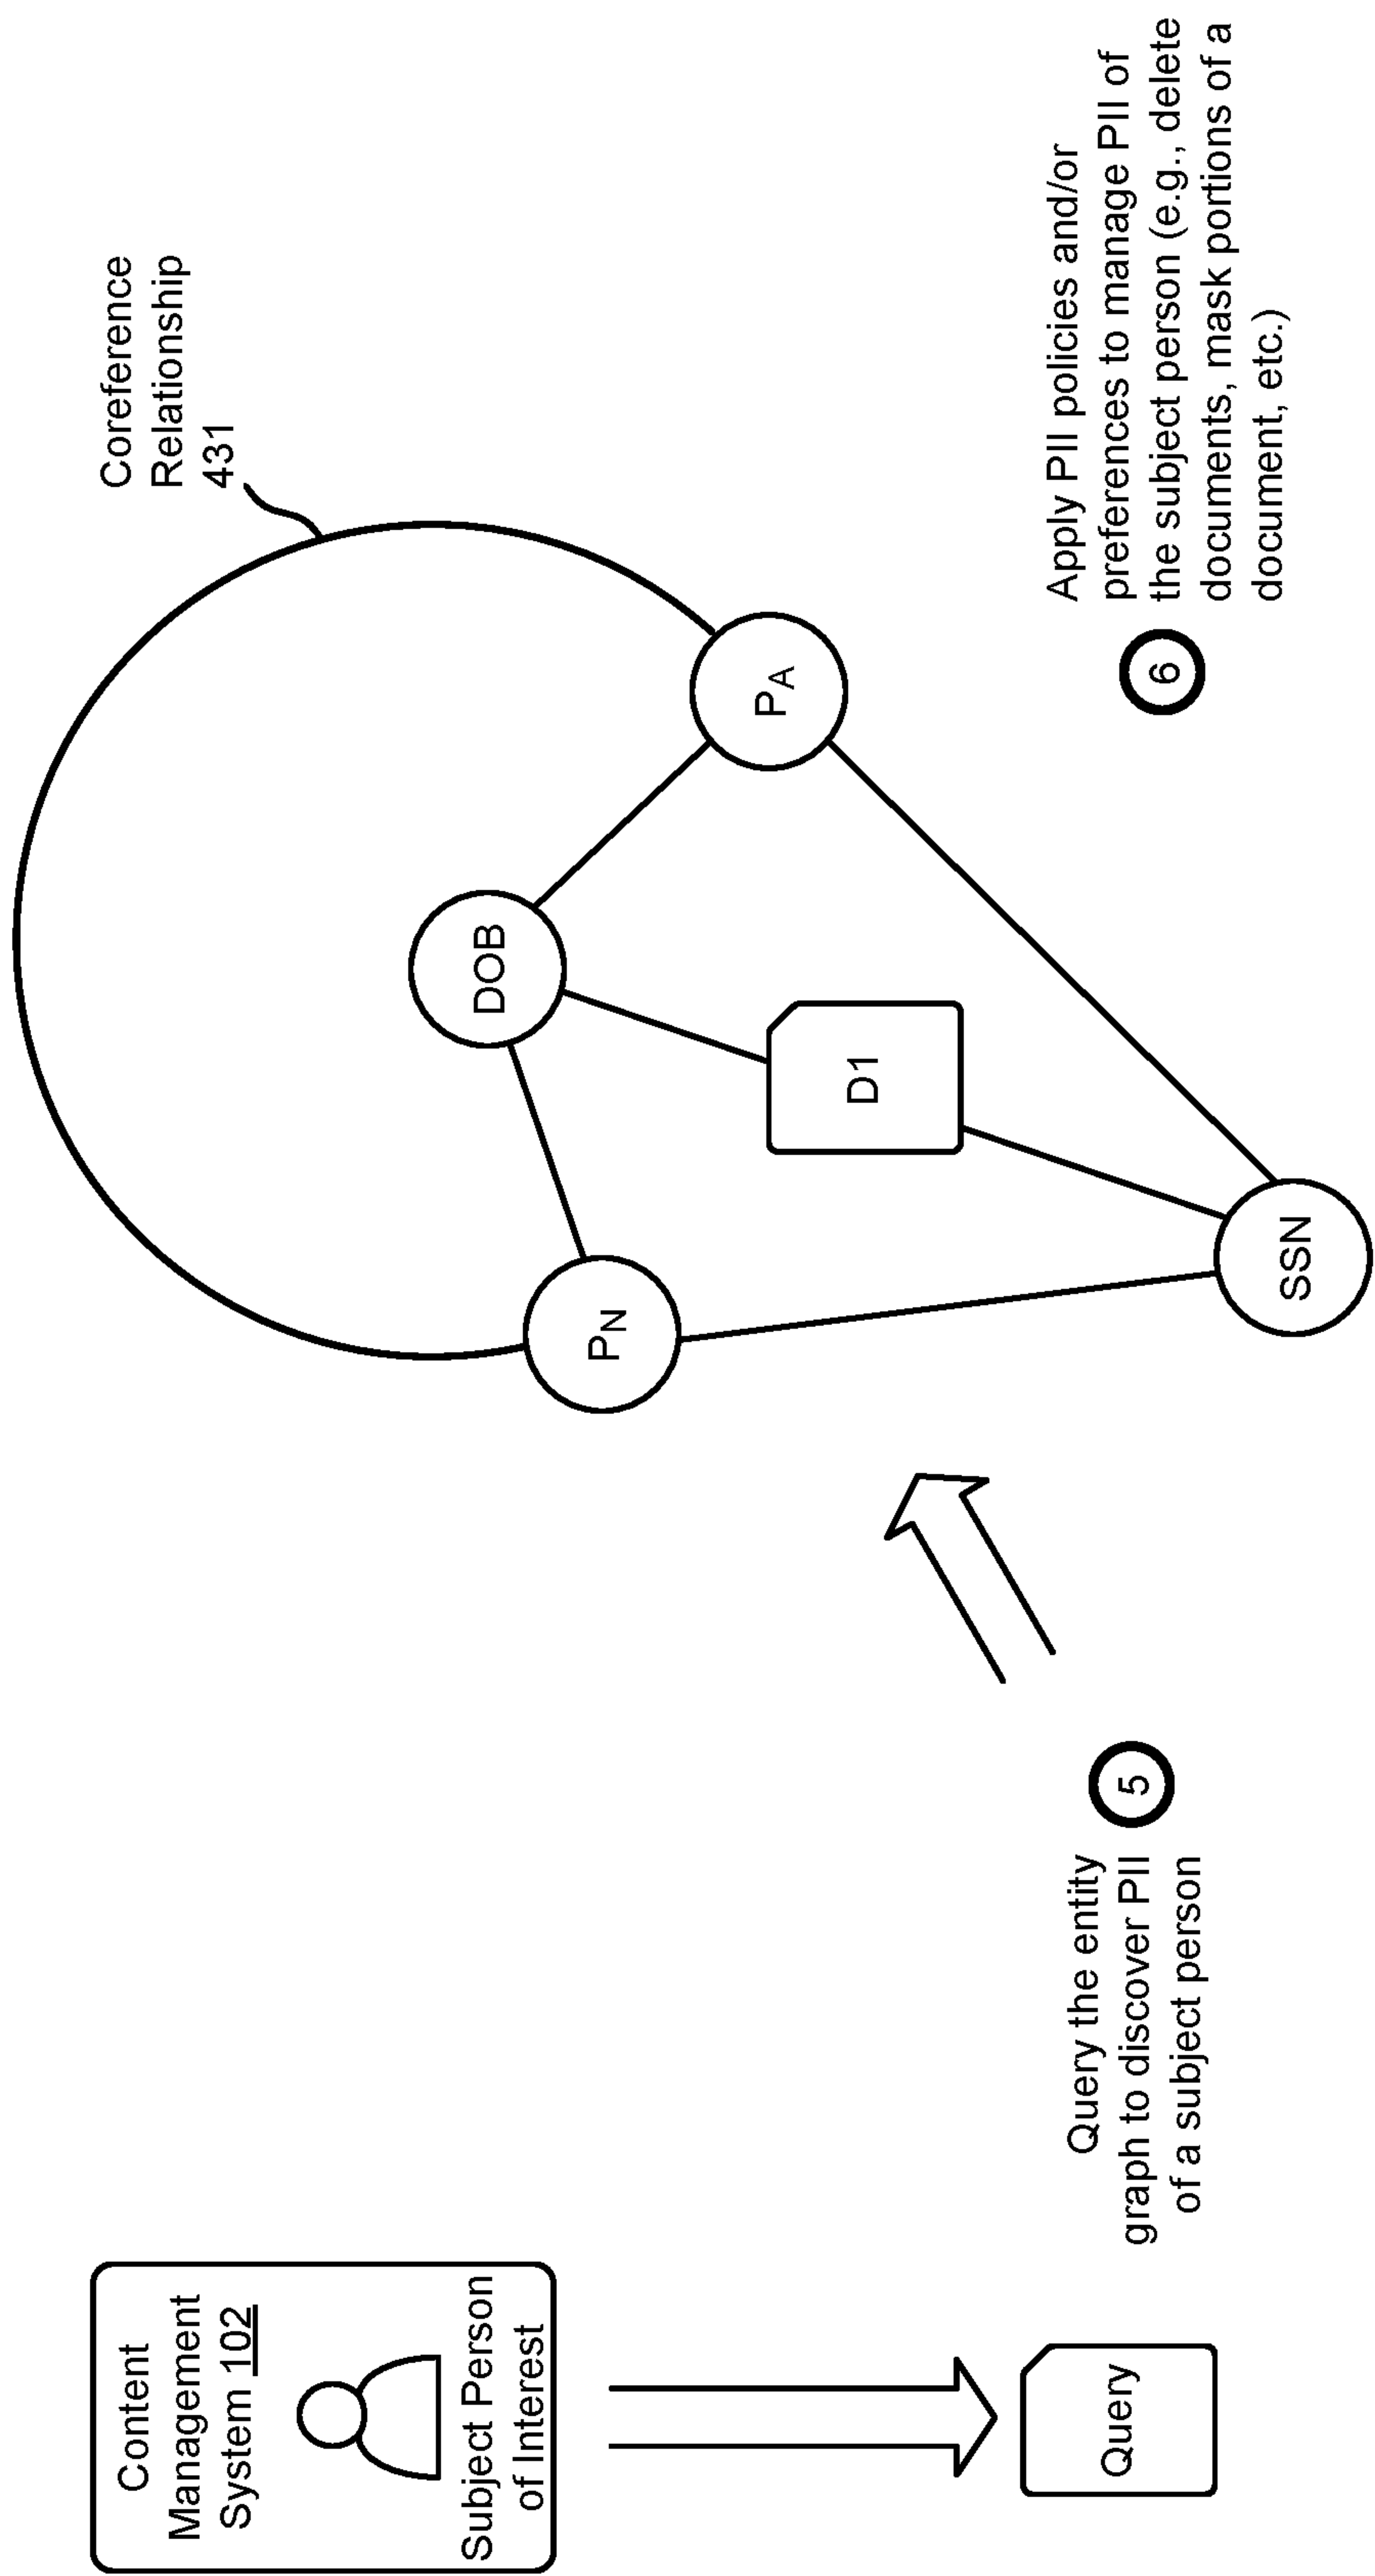 Content
Management
System 102
Subject Person
of Interest
Query
Query the entity
graph to discover PII
of a subject person
5
PN
DOB
D1
SSN
PA
Coreference
Relationship
431
6
Apply PII policies and/or
preferences to manage PII of
the subject person (e.g., delete
documents, mask portions of a
document, etc.)